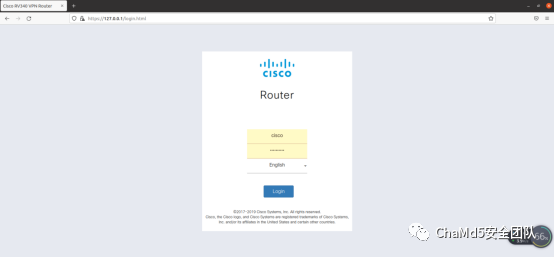 Cisco RV340 VPN Router
https://127.0.0.1/login.html
CISCO
Router
cisco
English
Login
©2017-2019 Cisco Systems, Inc. All rights reserved.
Cisco, the Cisco logo, and Cisco Systems are registered trademarks of Cisco Systems,
Inc. and/or its affiliates in the United States and certain other countries.
ChaMd5安全团队